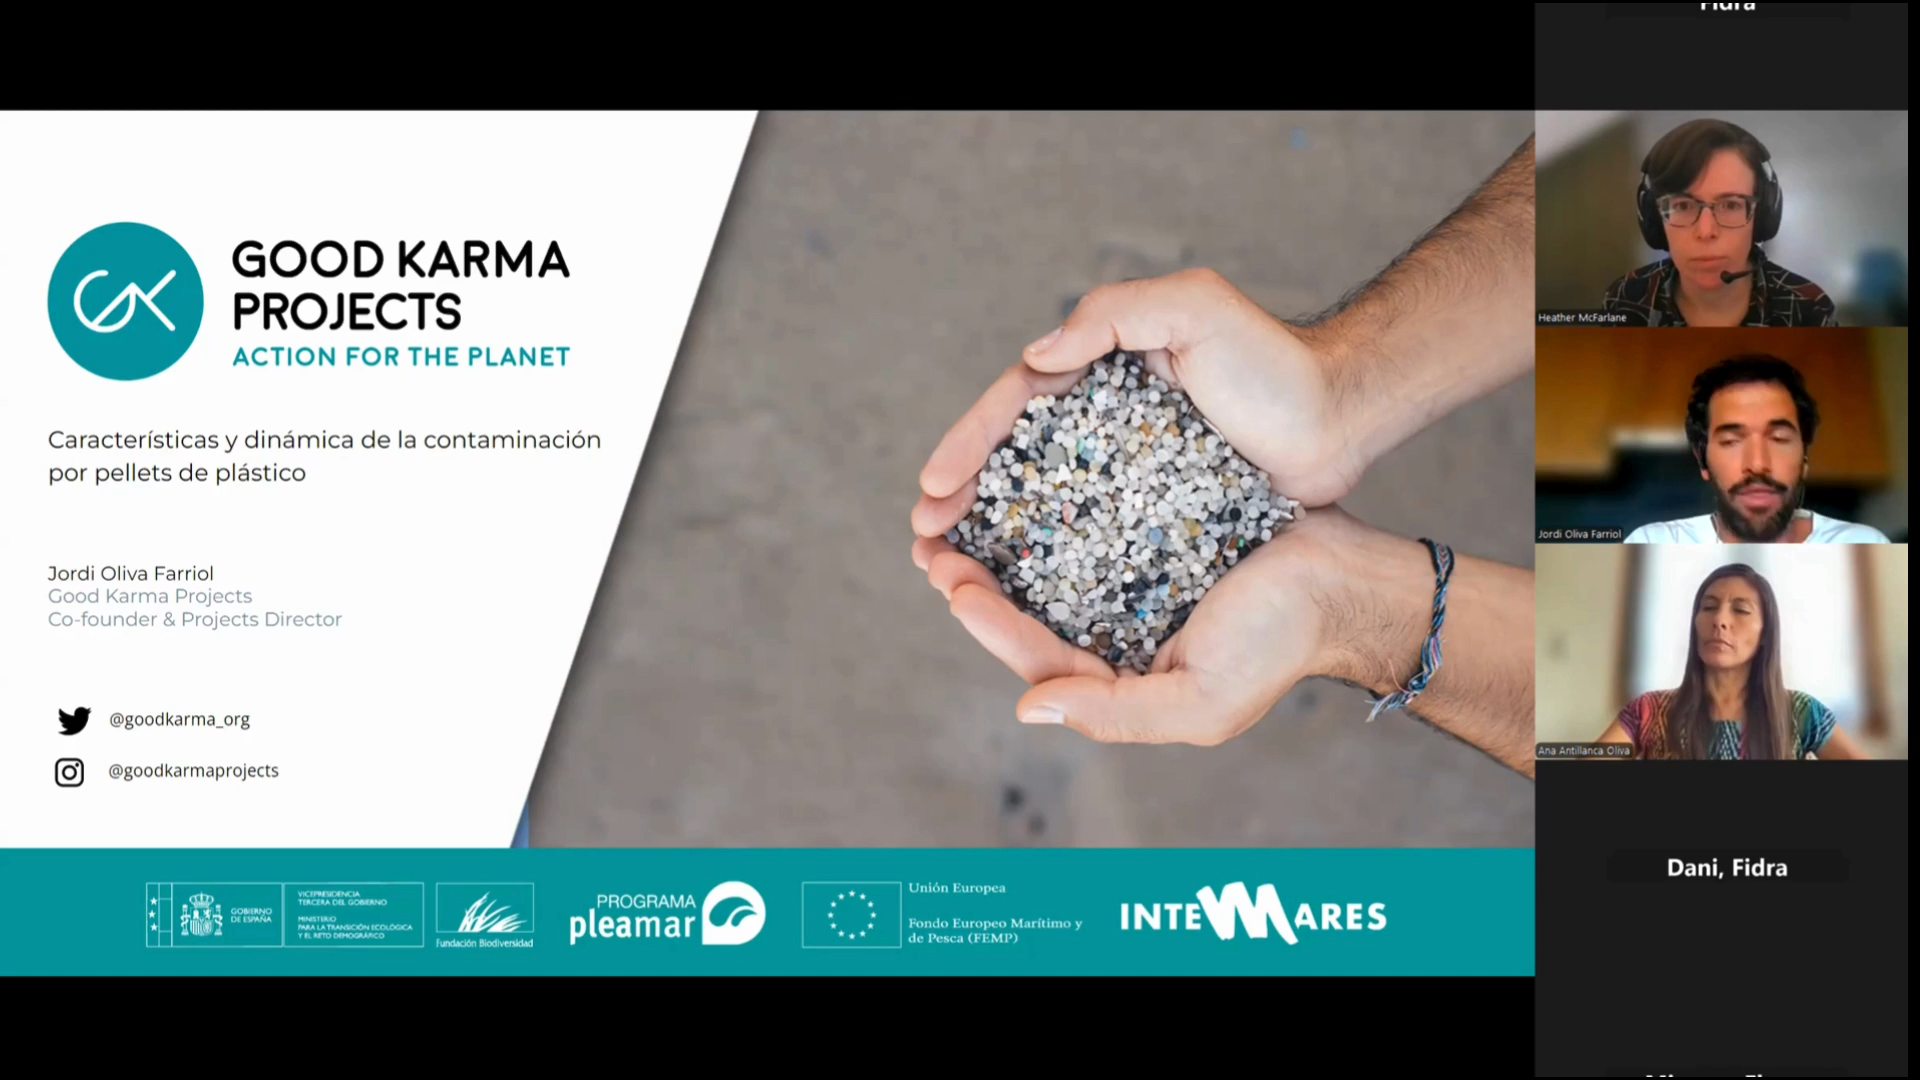 Fidra
GOOD KARMA
PROJECTS
ACTION FOR THE PLANET
Características y dinámica de la contaminación
por pellets de plástico
Jordi Oliva Farriol
Good Karma Projects
Co-founder & Projects Director
@goodkarma_org
@goodkarmaprojects
GOBIERNO
DE ESPAÑA
VICEPRESIDENCIA
TERCERA DEL GOBIERNO
MINISTERIO
PARA LA TRANSICIÓN ECOLÓGICA
Y EL RETO DEMOGRÁFICO
Fundación Biodiversidad
PROGRAMA
pleamar
Unión Europea
Fondo Europeo Marítimo y
de Pesca (FEMP)
INTEMARES
Heather McFarlane
Jordi Oliva Farriol
Ana Antillanca Oliva
Dani, Fidra